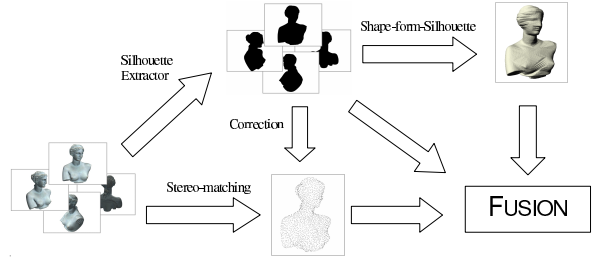 Silhouette
Extractor
Shape-form-Silhouette
Correction
Stereo-matching
FUSION